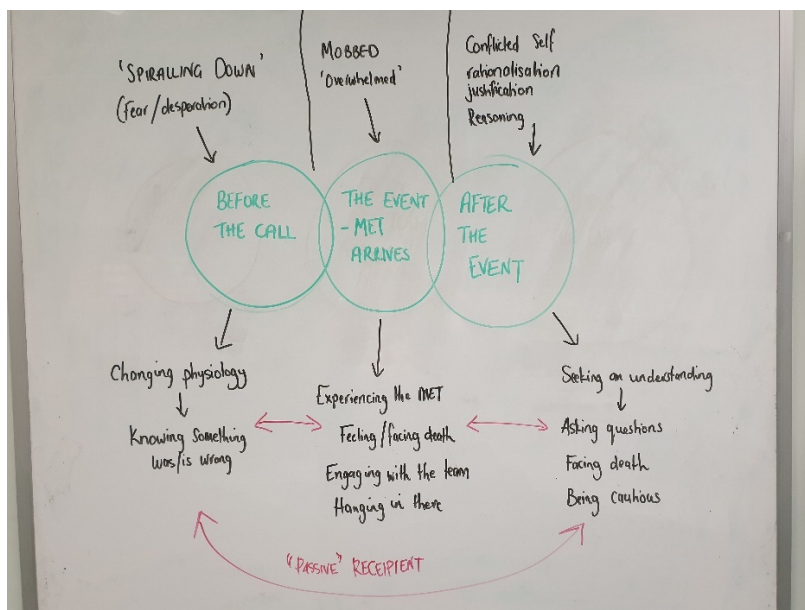 'SPIRALLING DOWN'
(Fear/desporation)
MOBBED
'Overwhelmed'
Conflicted Self
rationalisation
justification
Reasoning
BEFORE
THE CALL
THE EVENT
- MET
ARRIVES
AFTER
THE
EVENT
Changing physiology
Knowing something
was/is wrong
Experiencing the MET
Feeling/facing death
Engaging with the team
Hanging in there
Seeking an understanding
Asking questions
Facing death
Being cautious
"PASSIVE" RECEIPIENT